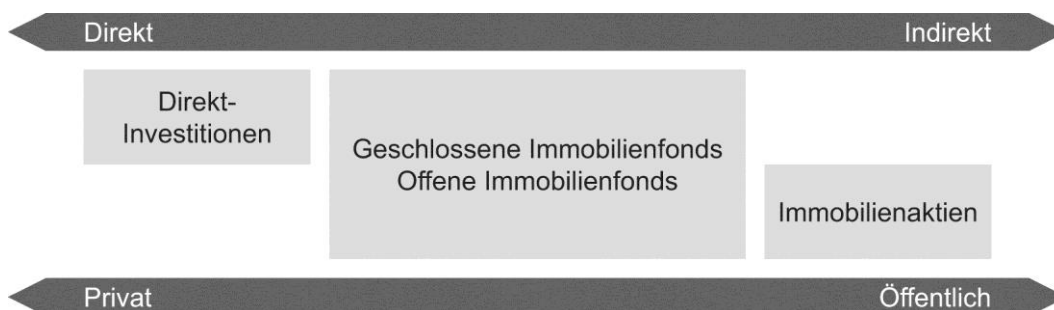 Direkt
Indirekt
Direkt-
Investitionen
Geschlossene Immobilienfonds
Offene Immobilienfonds
Immobilienaktien
Privat
Öffentlich